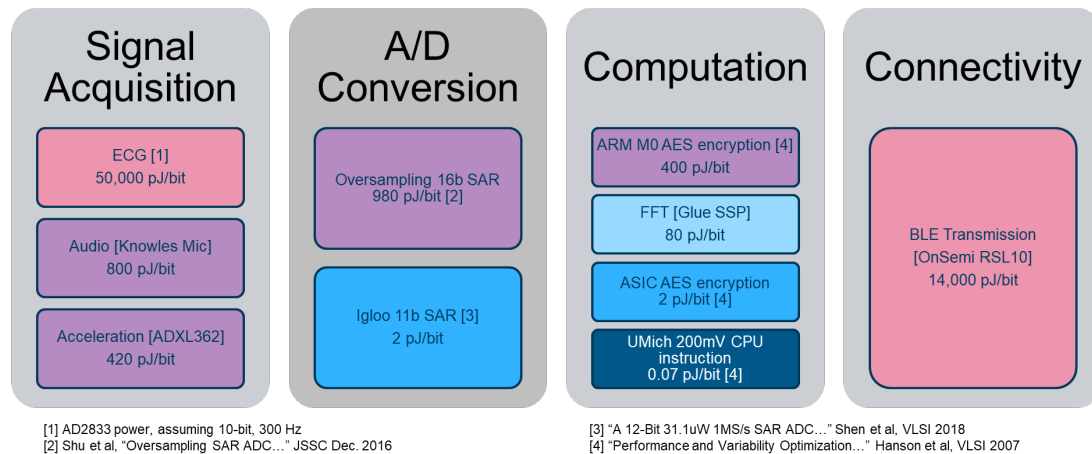 Signal
Acquisition
ECG [1]
50,000 pJ/bit
Audio [Knowles Mic]
800 pJ/bit
Acceleration [ADXL362]
420 pJ/bit
A/D
Conversion
Oversampling 16b SAR
980 pJ/bit [2]
Igloo 11b SAR [3]
2 pJ/bit
Computation
ARM M0 AES encryption [4]
400 pJ/bit
FFT [Glue SSP]
80 pJ/bit
ASIC AES encryption
2 pJ/bit [4]
UMich 200mV CPU
instruction
0.07 pJ/bit [4]
Connectivity
BLE Transmission
[OnSemi RSL10]
14,000 pJ/bit
[1] AD2833 power, assuming 10-bit, 300 Hz
[2] Shu et al, “Oversampling SAR ADC…” JSSC Dec. 2016
[3] “A 12-Bit 31.1uW 1MS/s SAR ADC…” Shen et al, VLSI 2018
[4] “Performance and Variability Optimization…” Hanson et al, VLSI 2007